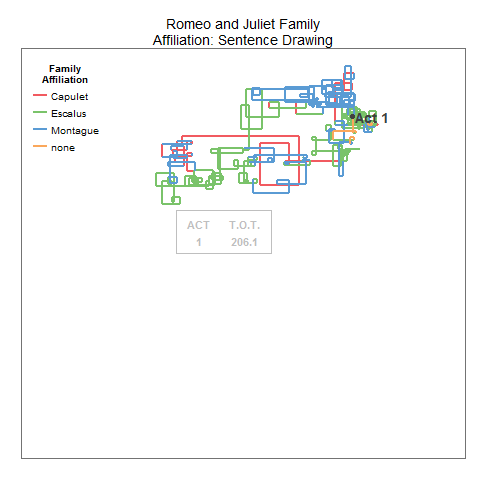 Romeo and Juliet Family
Affiliation: Sentence Drawing
Family
Affiliation
Capulet
Escalus
Montague
none
Act 1
ACT T.O.T.
1 206.1